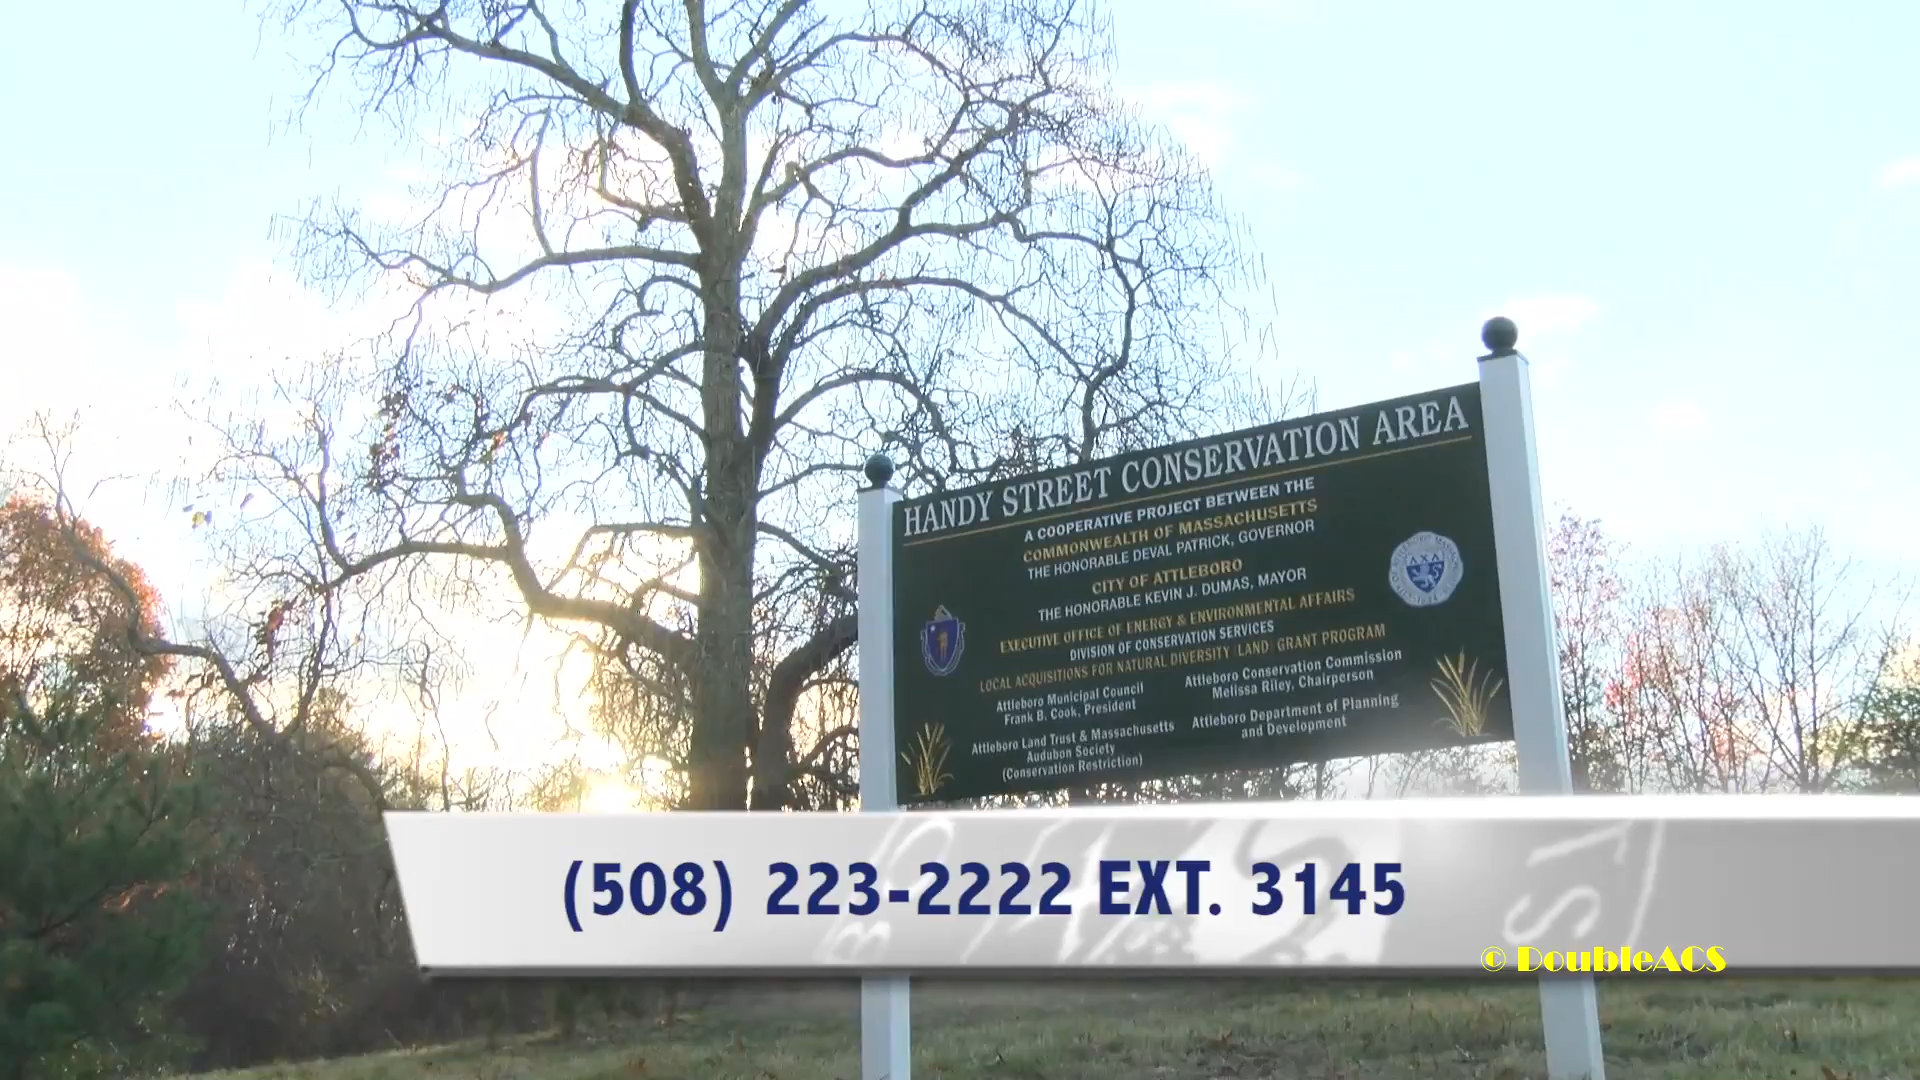 HANDY STREET CONSERVATION AREA
A COOPERATIVE PROJECT BETWEEN THE
COMMONWEALTH OF MASSACHUSETTS
THE HONORABLE DEVAL PATRICK, GOVERNOR
CITY OF ATTLEBORO
THE HONORABLE KEVIN J. DUMAS, MAYOR
EXECUTIVE OFFICE OF ENERGY & ENVIRONMENTAL AFFAIRS
DIVISION OF CONSERVATION SERVICES
LOCAL ACQUISITIONS FOR NATURAL DIVERSITY (LAND) GRANT PROGRAM
Attleboro Municipal Council
Frank B. Cook, President
Attleboro Conservation Commission
Melissa Riley, Chairperson
Attleboro Land Trust & Massachusetts
Audubon Society
(Conservation Restriction)
Attleboro Department of Planning
and Development
(508) 223-2222 EXT. 3145
© DoubleACS